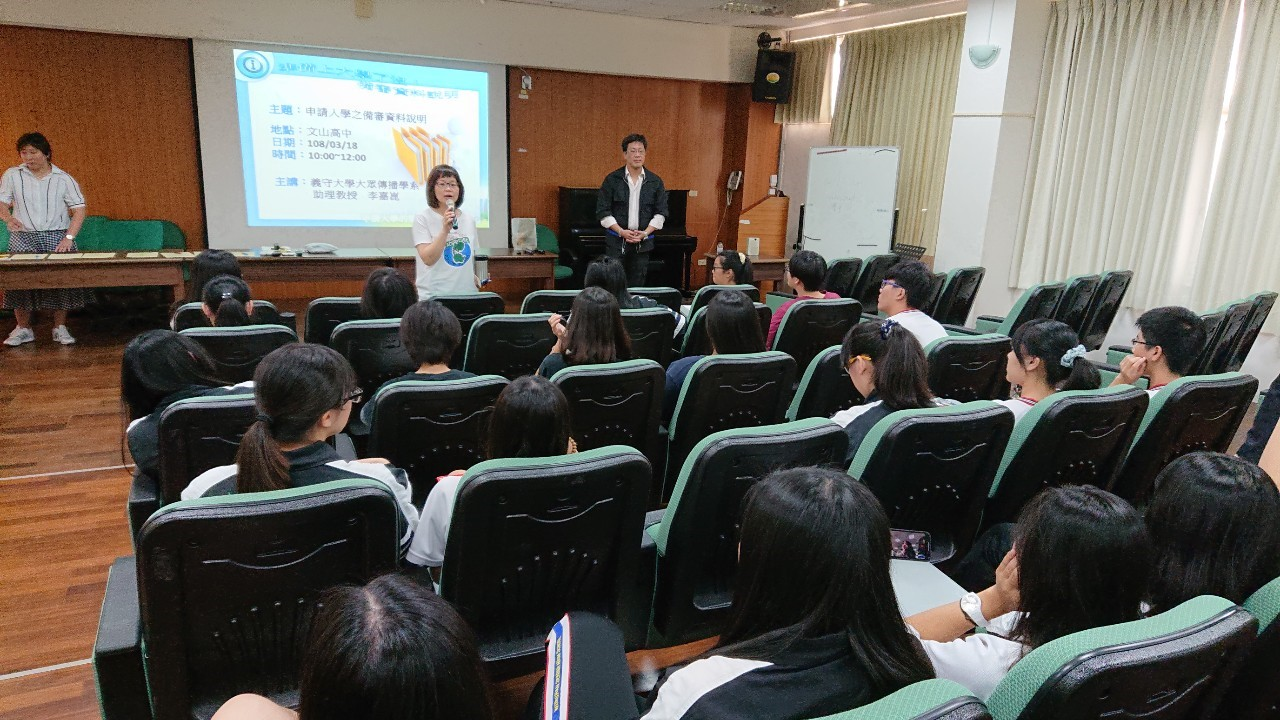 主題：申請入學之備審資料說明
地點：文山高中
日期：108/03/18
時間：10:00~12:00
主講：義守大學大眾傳播學系
助理教授 李嘉崑